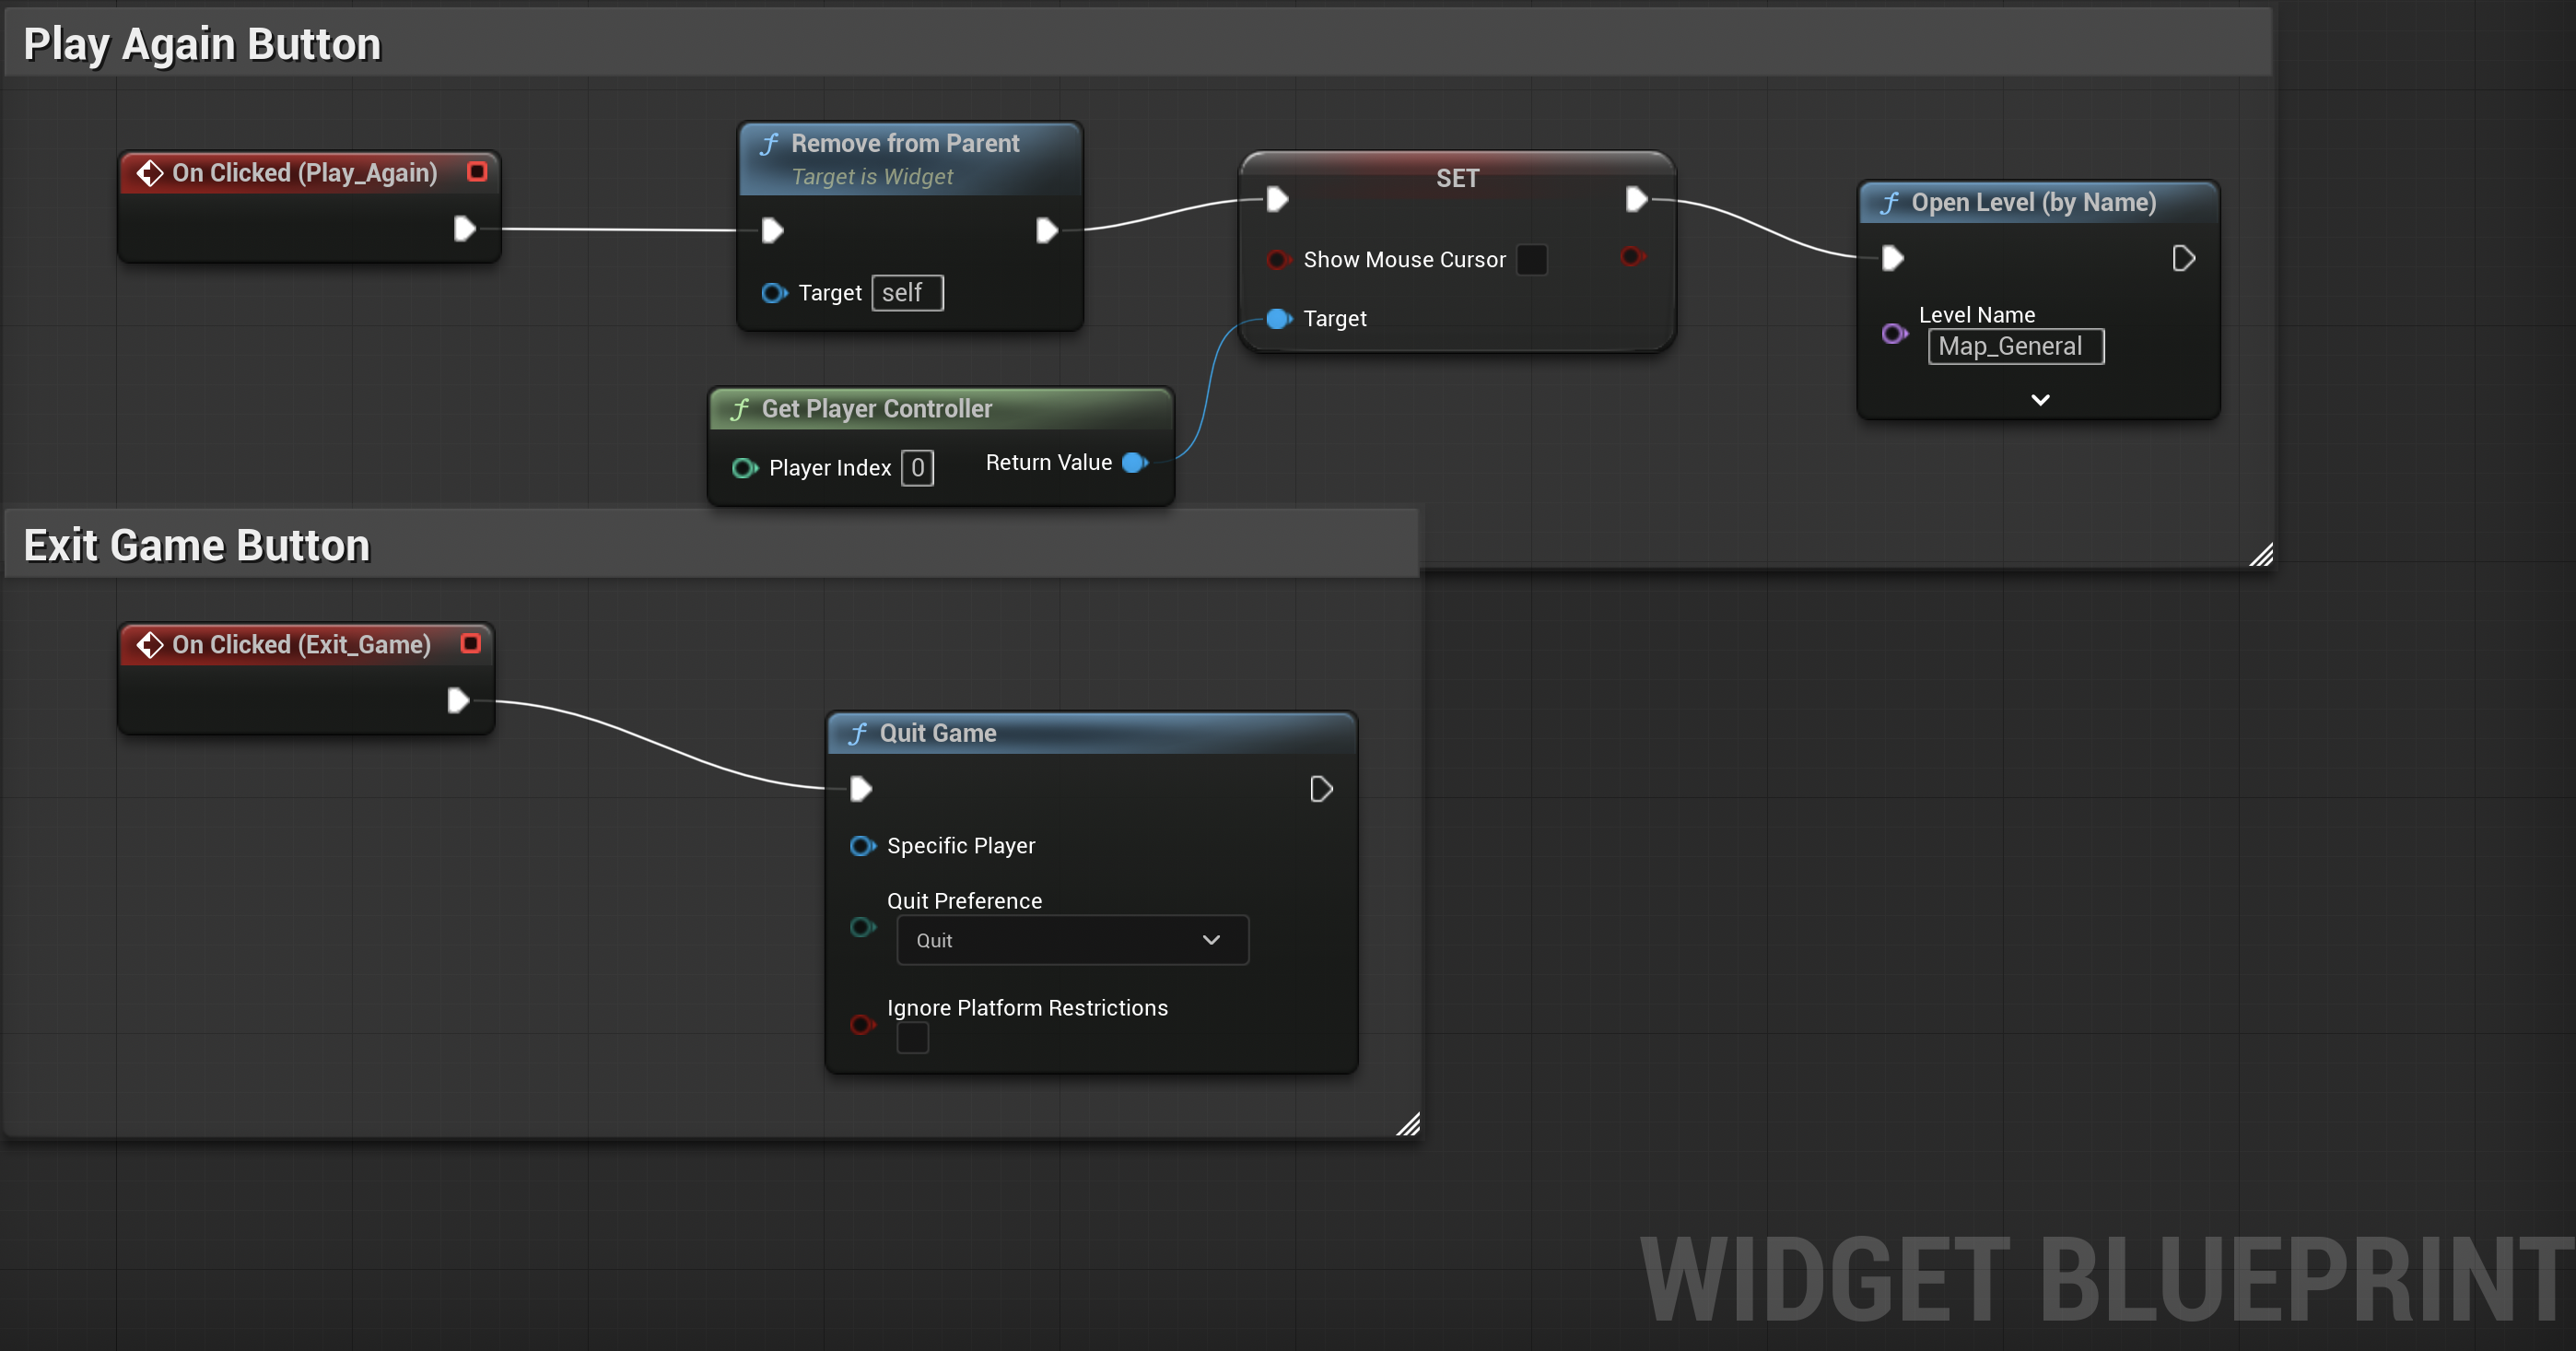 Play Again Button
On Clicked (Play_Again)
Remove from Parent
Target is Widget
Target self
SET
Show Mouse Cursor
Target
Open Level (by Name)
Level Name
Map_General
Get Player Controller
Player Index 0 Return Value
Exit Game Button
On Clicked (Exit_Game)
Quit Game
Specific Player
Quit Preference
Quit
Ignore Platform Restrictions
WIDGET BLUEPRINT